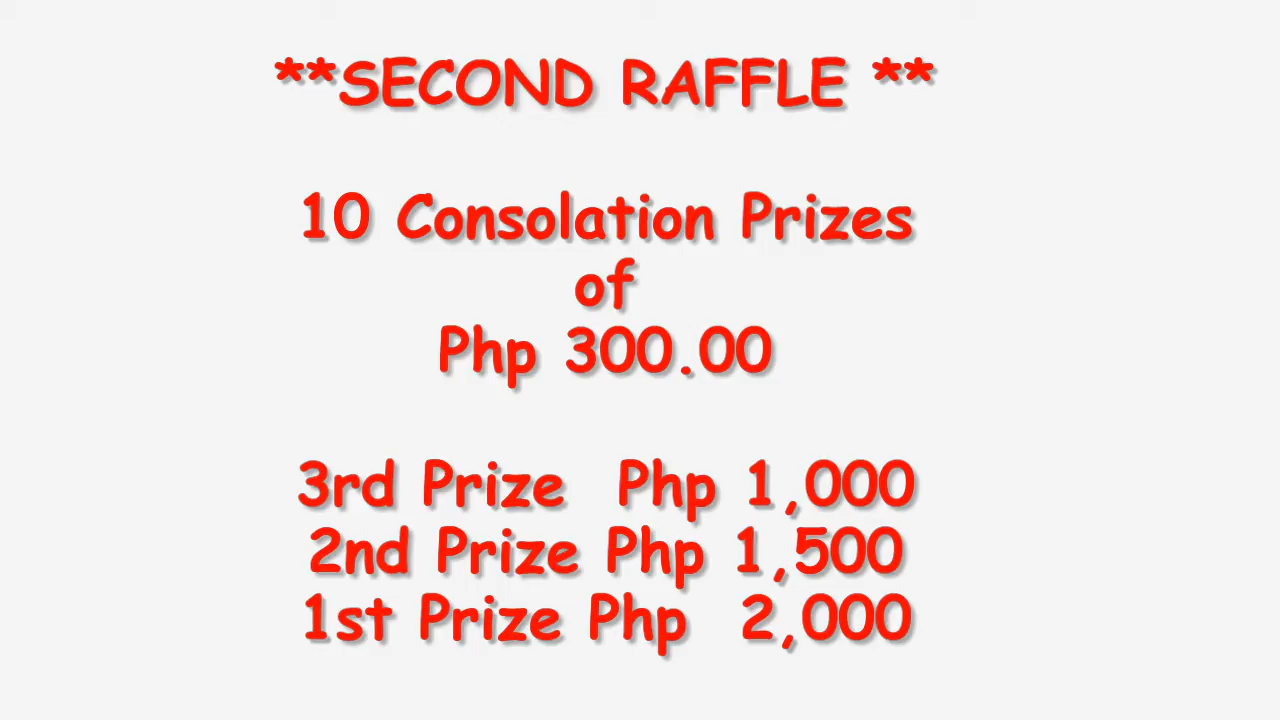 **SECOND RAFFLE **
10 Consolation Prizes
of
Php 300.00
3rd Prize  Php 1,000
2nd Prize Php 1,500
1st Prize Php  2,000